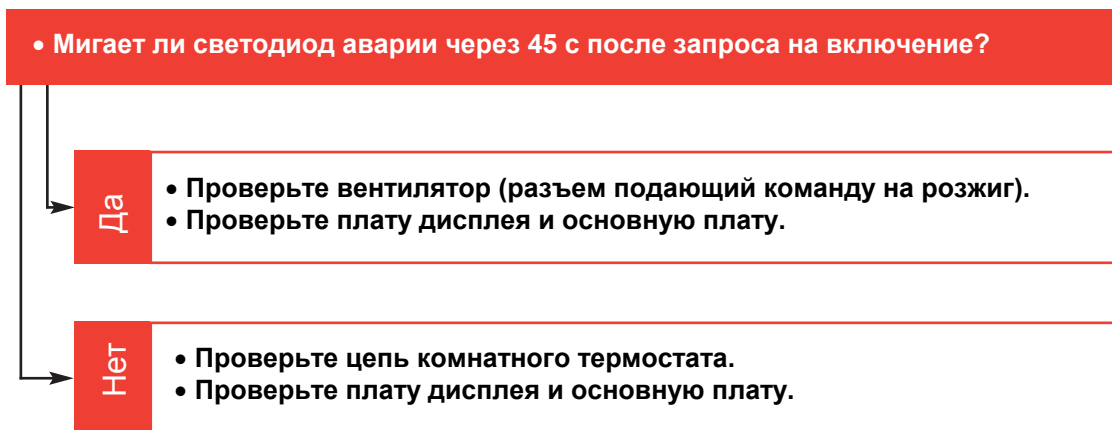 • Мигает ли светодиод аварии через 45 с после запроса на включение?
Да
• Проверьте вентилятор (разъем подающий команду на розжиг).
• Проверьте плату дисплея и основную плату.
Нет
• Проверьте цепь комнатного термостата.
• Проверьте плату дисплея и основную плату.